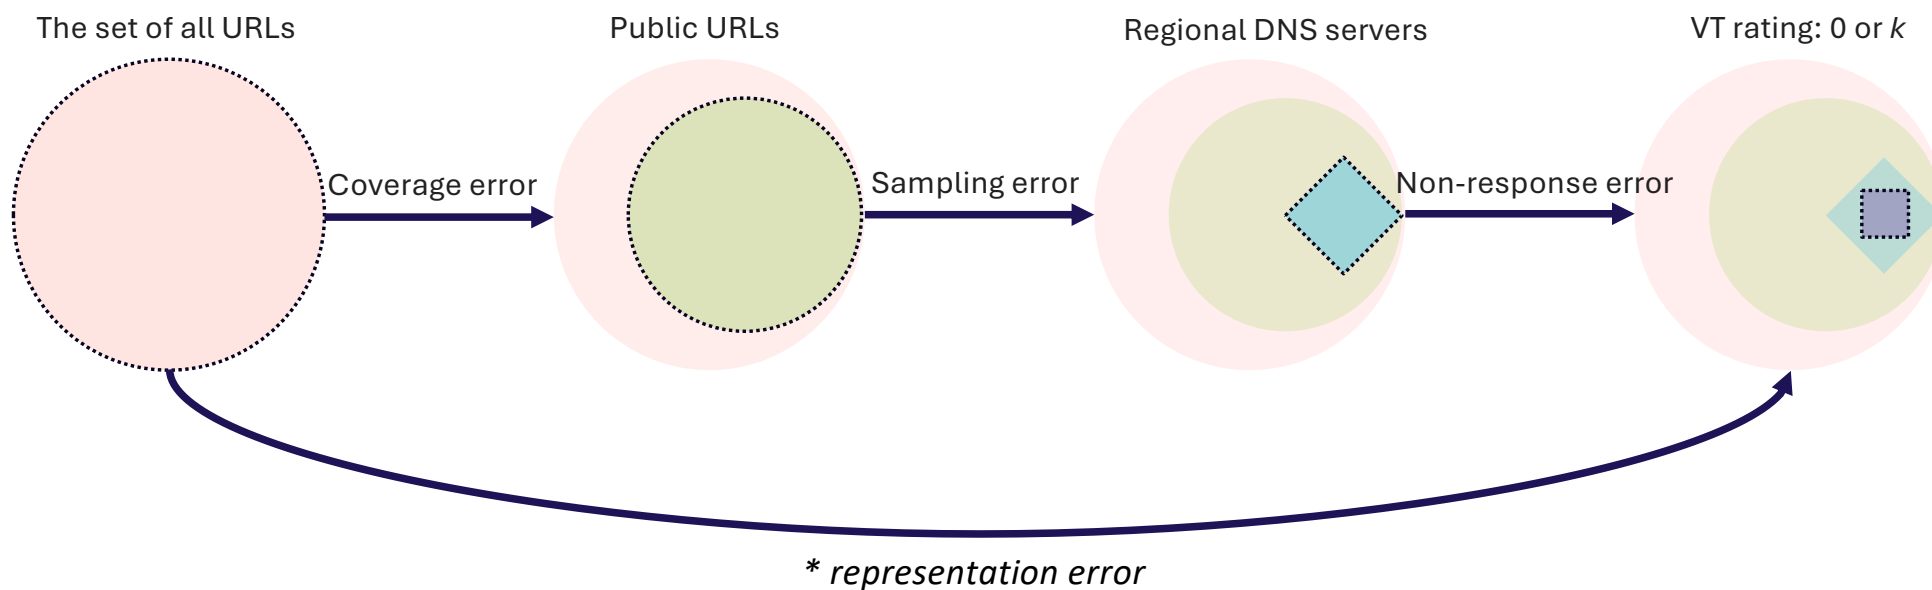 The set of all URLs
Public URLs
Regional DNS servers
VT rating: 0 or k
Coverage error
Sampling error
Non-response error
* representation error